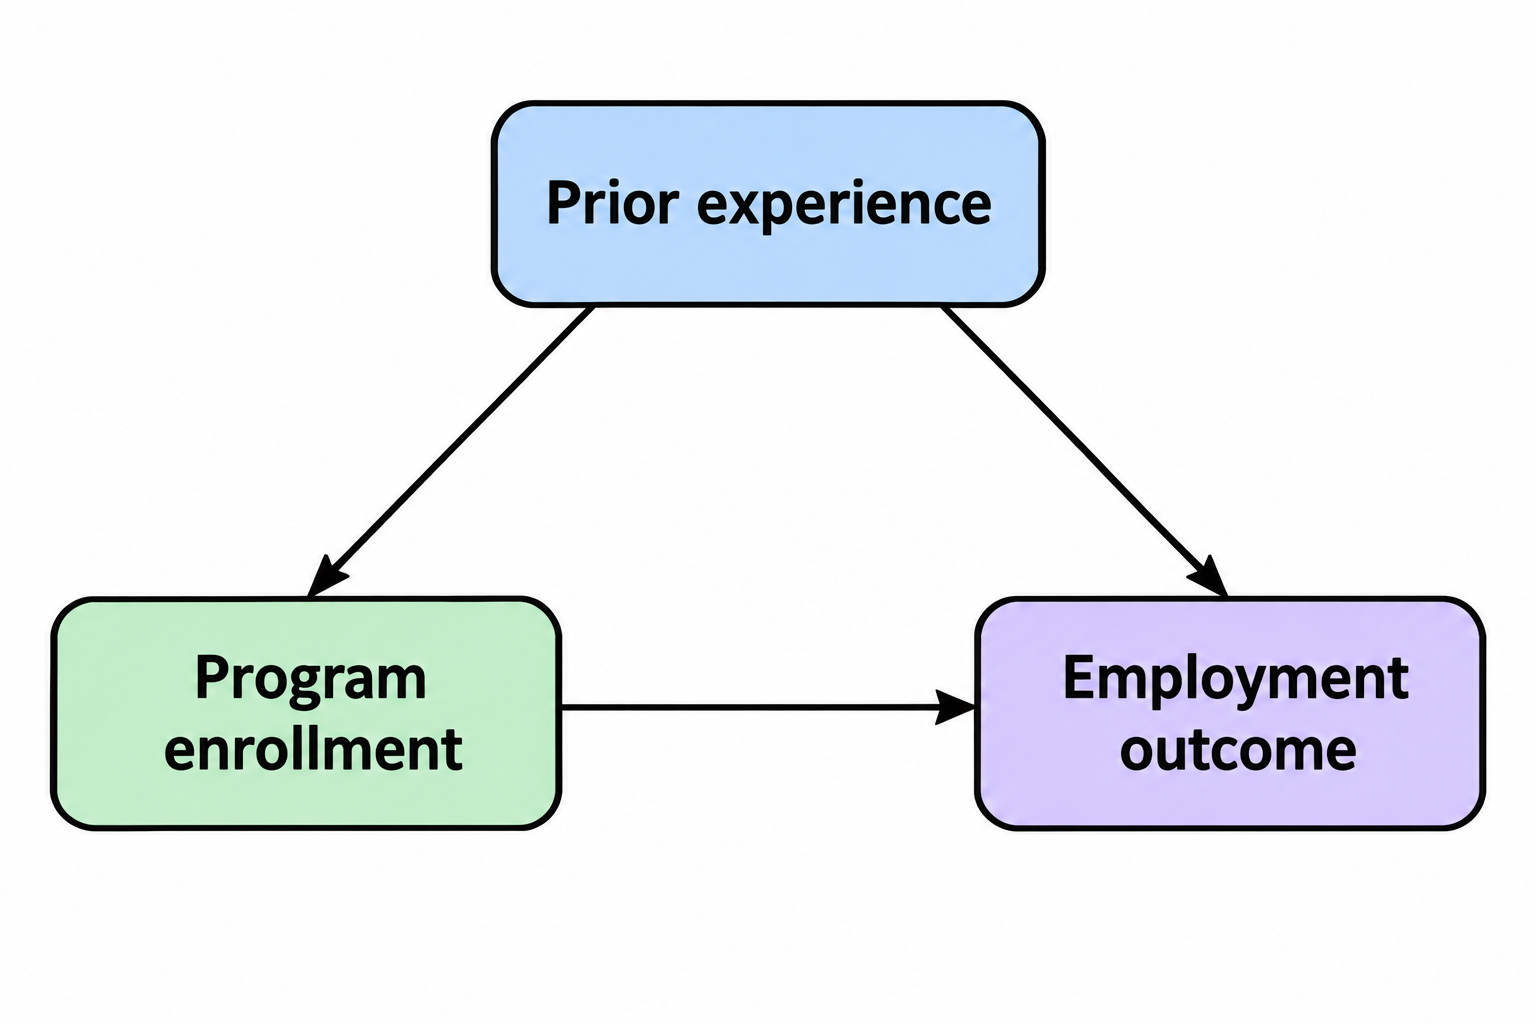 Prior experience
Program
enrollment
Employment
outcome